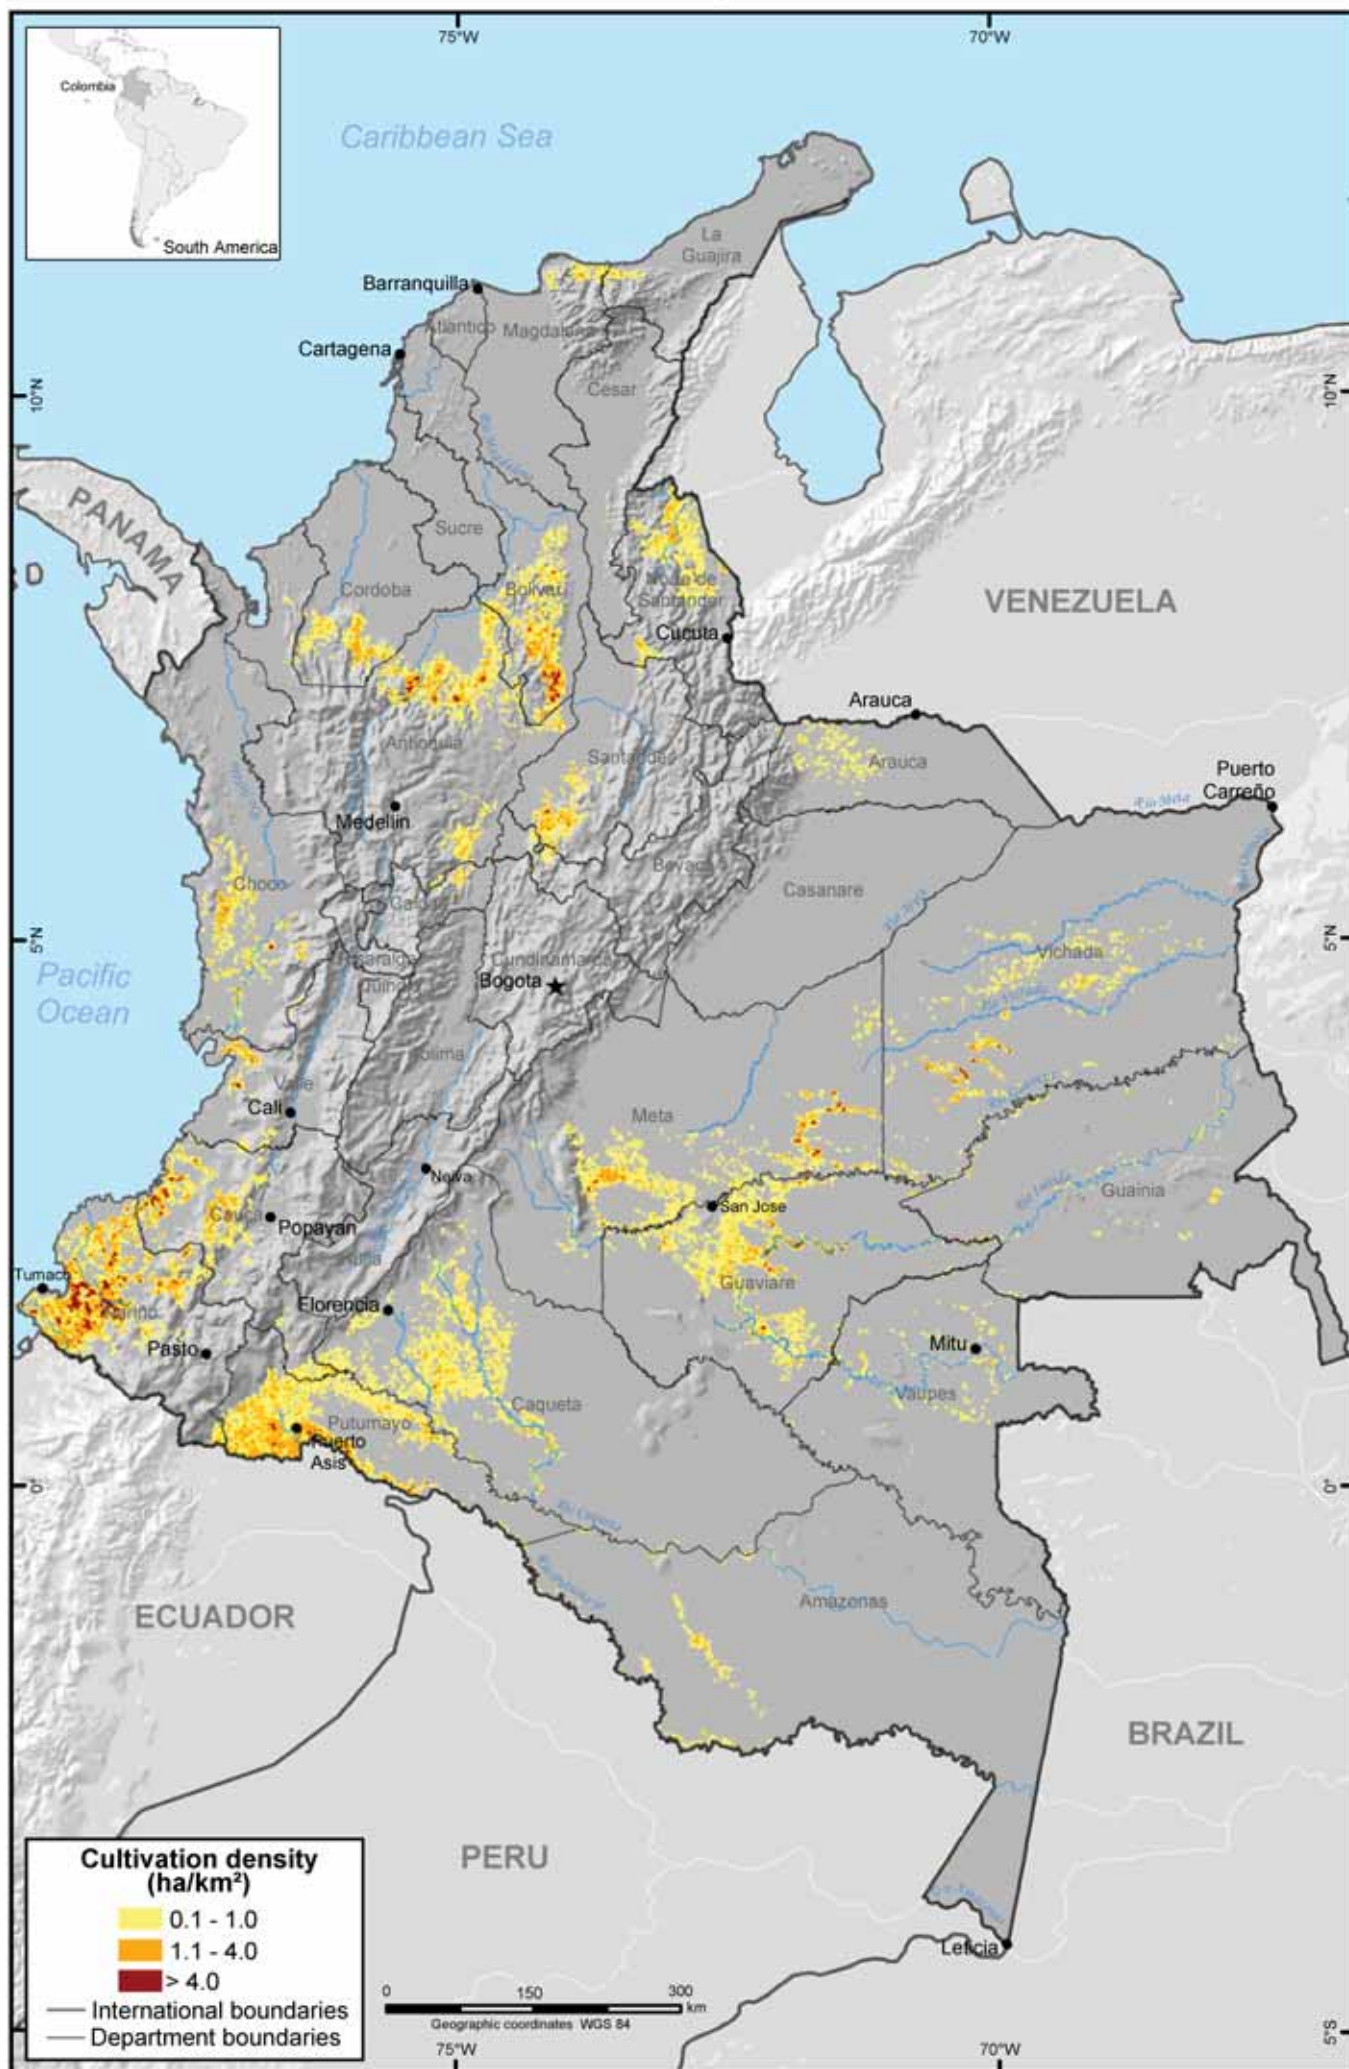 75°W
70°W
Colombia
South America
Caribbean Sea
La
Guajira
Barranquilla
Atlantico
Magdalena
Cartagena
Cesar
10°N
10°N
PANAMA
Sucre
Cordoba
Bolivar
Norte de
Santander
Cucuta
VENEZUELA
Arauca
Antioquia
Santander
Arauca
Puerto
Carreño
Rio Meta
Medellin
Choco
Boyaca
Casanare
5°N
5°N
Vichada
Pacific
Ocean
Risaralda
Cundinamarca
Bogota
Quindio
Tolima
Valle
Cali
Meta
Neiva
San Jose
Guainia
Cauca
Popayan
Huila
Tumaco
Nariño
Guaviare
Florencia
Pasto
Mitu
Vaupes
Caqueta
Putumayo
Puerto
Asis
0°
0°
Amazonas
ECUADOR
BRAZIL
PERU
Leticia
Cultivation density
(ha/km²)
0.1 - 1.0
1.1 - 4.0
> 4.0
International boundaries
Department boundaries
0 150 300
km
Geographic coordinates WGS 84
5°S
75°W
70°W